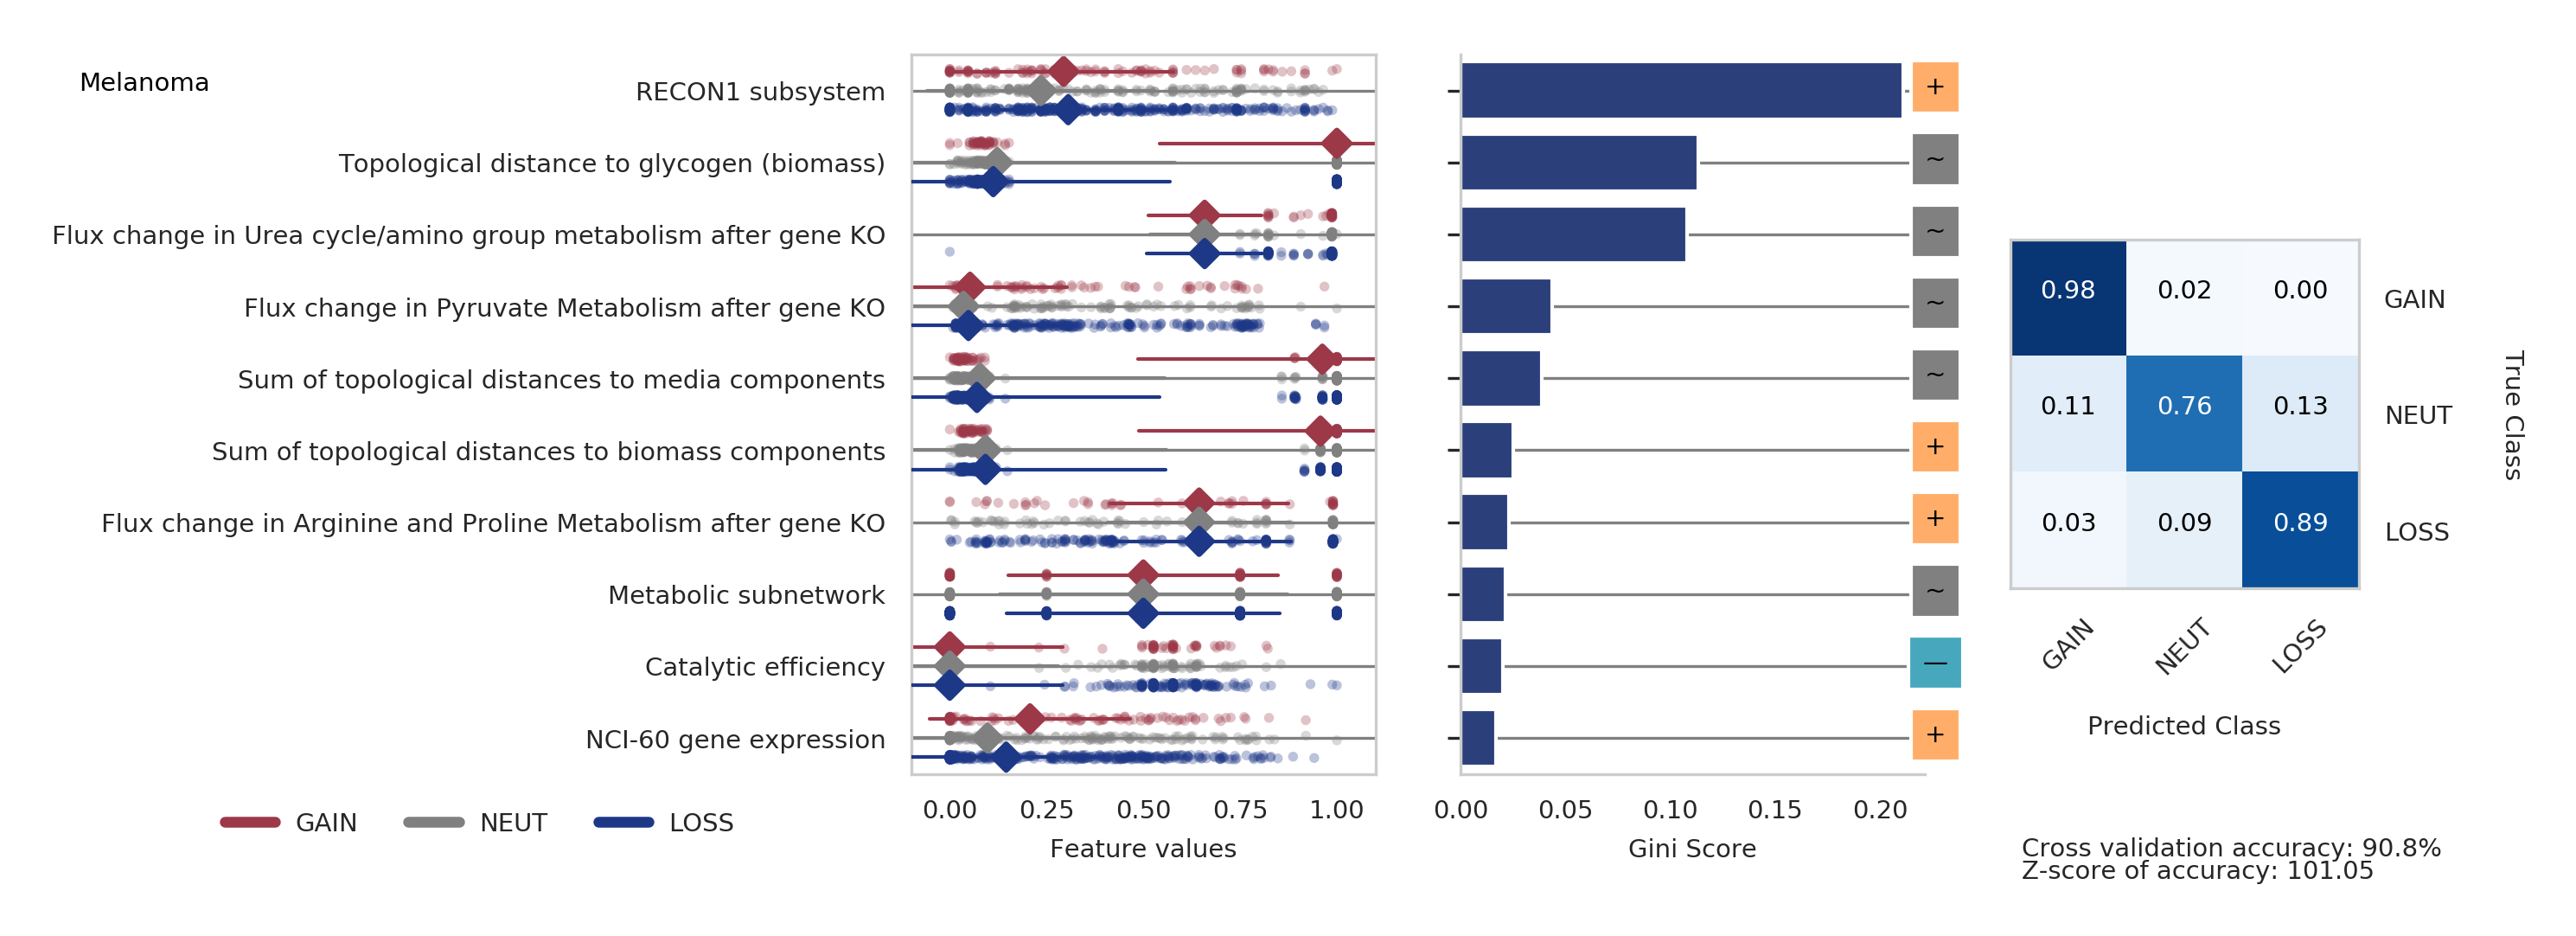 Melanoma
RECON1 subsystem
Topological distance to glycogen (biomass)
Flux change in Urea cycle/amino group metabolism after gene KO
Flux change in Pyruvate Metabolism after gene KO
Sum of topological distances to media components
Sum of topological distances to biomass components
Flux change in Arginine and Proline Metabolism after gene KO
Metabolic subnetwork
Catalytic efficiency
NCI-60 gene expression
GAIN NEUT LOSS
0.00 0.25 0.50 0.75 1.00
Feature values
+
~
~
~
~
+
+
~
—
+
0.00 0.05 0.10 0.15 0.20
Gini Score
0.98 0.02 0.00 GAIN
0.11 0.76 0.13 NEUT
0.03 0.09 0.89 LOSS
True Class
GAIN NEUT LOSS
Predicted Class
Cross validation accuracy: 90.8%
Z-score of accuracy: 101.05